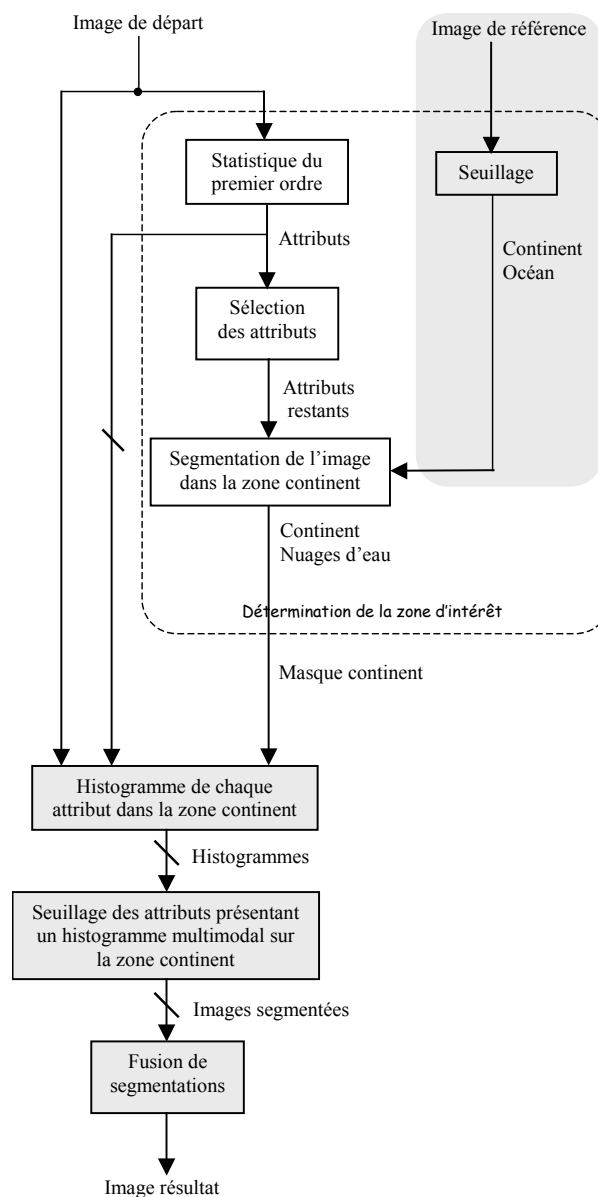 Image de départ
Image de référence
Statistique du
premier ordre
Seuillage
Attributs
Continent
Océan
Sélection
des attributs
Attributs
restants
Segmentation de l'image
dans la zone continent
Continent
Nuages d'eau
Détermination de la zone d'intérêt
Masque continent
Histogramme de chaque
attribut dans la zone continent
Histogrammes
Seuillage des attributs présentant
un histogramme multimodal sur
la zone continent
Images segmentées
Fusion de
segmentations
Image résultat